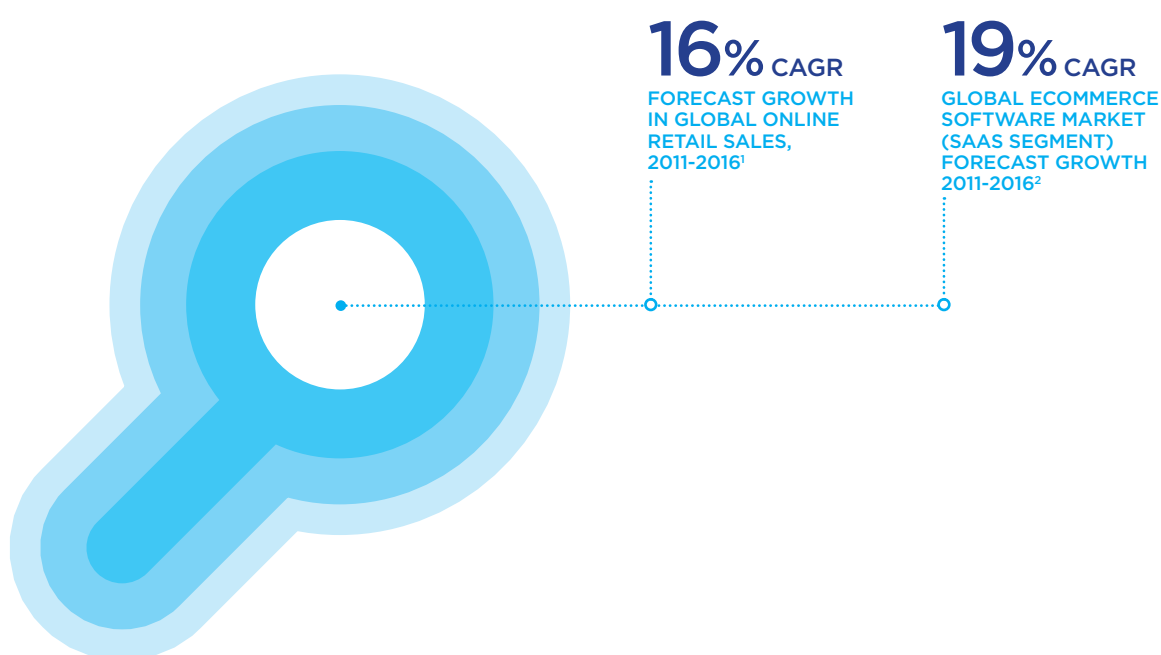 16% CAGR
FORECAST GROWTH
IN GLOBAL ONLINE
RETAIL SALES,
2011-2016¹
19% CAGR
GLOBAL ECOMMERCE
SOFTWARE MARKET
(SAAS SEGMENT)
FORECAST GROWTH
2011-2016²